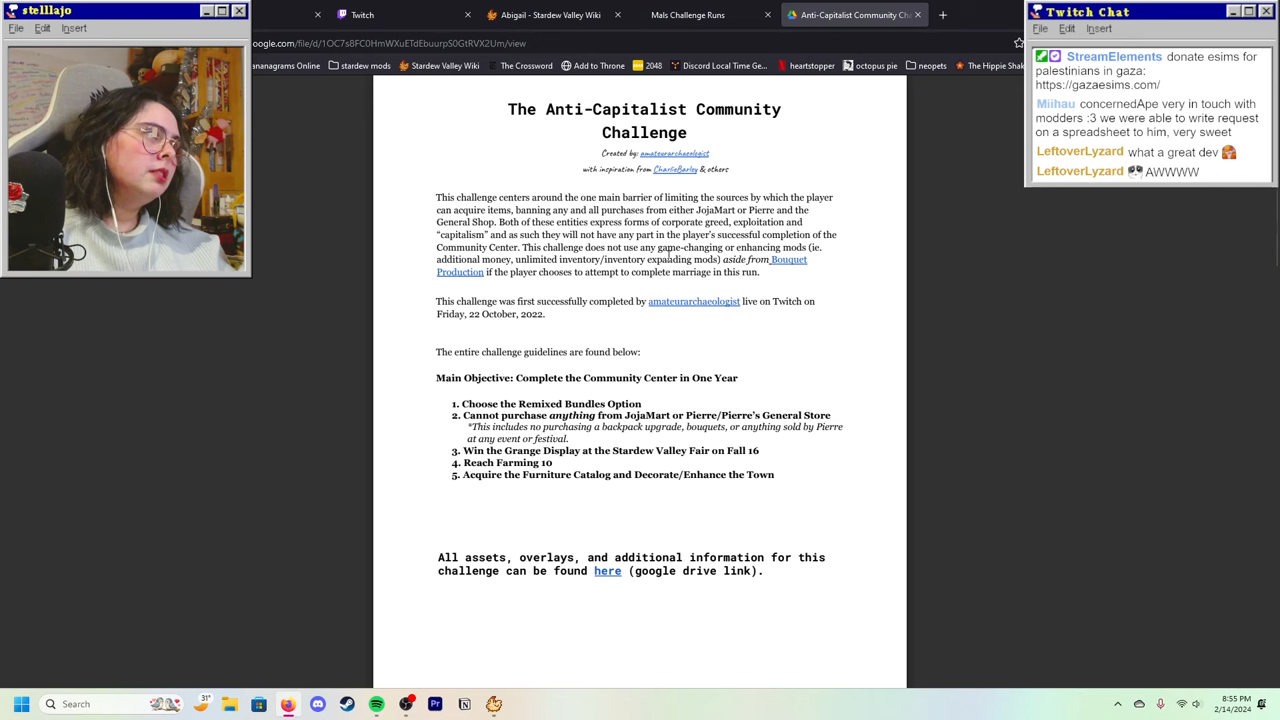 stelllajo
File Edit Insert
Twitch
Abigail - Stardew Valley Wiki
Mals Challenge Runs
Anti-Capitalist Community Ch
anagrams Online
Stardew Valley Wiki
The Crossword
World to Thread
2048
Discord Local Time Ge...
heartstopper
octopus pie
neopets
The Hippie Shak
The Anti-Capitalist Community
Challenge
Created by: amateurarchaeologist
with inspiration from CharlieBarley & others
This challenge centers around the one main barrier of limiting the sources by which the player
can acquire items, banning any and all purchases from either JojaMart or Pierre and the
General Shop. Both of these entities express forms of corporate greed, exploitation and
“capitalism” and as such they will not have any part in the player's successful completion of the
Community Center. This challenge does not use any game-changing or enhancing mods (ie.
additional money, unlimited inventory/inventory expanding mods) aside from Bouquet
Production if the player chooses to attempt to complete marriage in this run.
This challenge was first successfully completed by amateurarchaeologist live on Twitch on
Friday, 22 October, 2022.
The entire challenge guidelines are found below:
Main Objective: Complete the Community Center in One Year
1. Choose the Remixed Bundles Option
2. Cannot purchase anything from JojaMart or Pierre/Pierre's General Store
*This includes no purchasing a backpack upgrade, bouquets, or anything sold by Pierre
at any event or festival.
3. Win the Grange Display at the Stardew Valley Fair on Fall 16
4. Reach Farming 10
5. Acquire the Furniture Catalog and Decorate/Enhance the Town
All assets, overlays, and additional information for this
challenge can be found here (google drive link).
Twitch Chat
File Edit Insert
StreamElements donate esims for
palestinians in gaza:
https://gazaesims.com/
Miihau concernedApe very in touch with
modders :3 we were able to write request
on a spreadsheet to him, very sweet
LeftoverLyzard what a great dev
LeftoverLyzard AWWWW
Search
31°
8:55 PM
2/14/2024